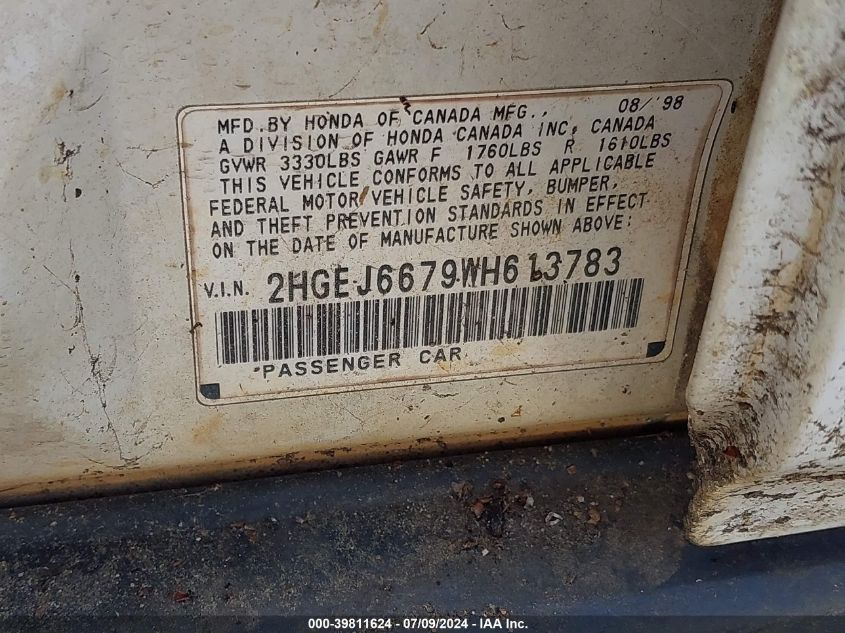 MFD. BY HONDA OF CANADA MFG., 08/'98
A DIVISION OF HONDA CANADA INC, CANADA
GVWR 3330LBS GAWR F 1760LBS R 1610LBS
THIS VEHICLE CONFORMS TO ALL APPLICABLE
FEDERAL MOTOR VEHICLE SAFETY, BUMPER,
AND THEFT PREVENTION STANDARDS IN EFFECT
ON THE DATE OF MANUFACTURE SHOWN ABOVE:
V.I.N. 2HGEJ6679WH613783
PASSENGER CAR
000-39811624 | 07/09/2024 - IAA Inc.